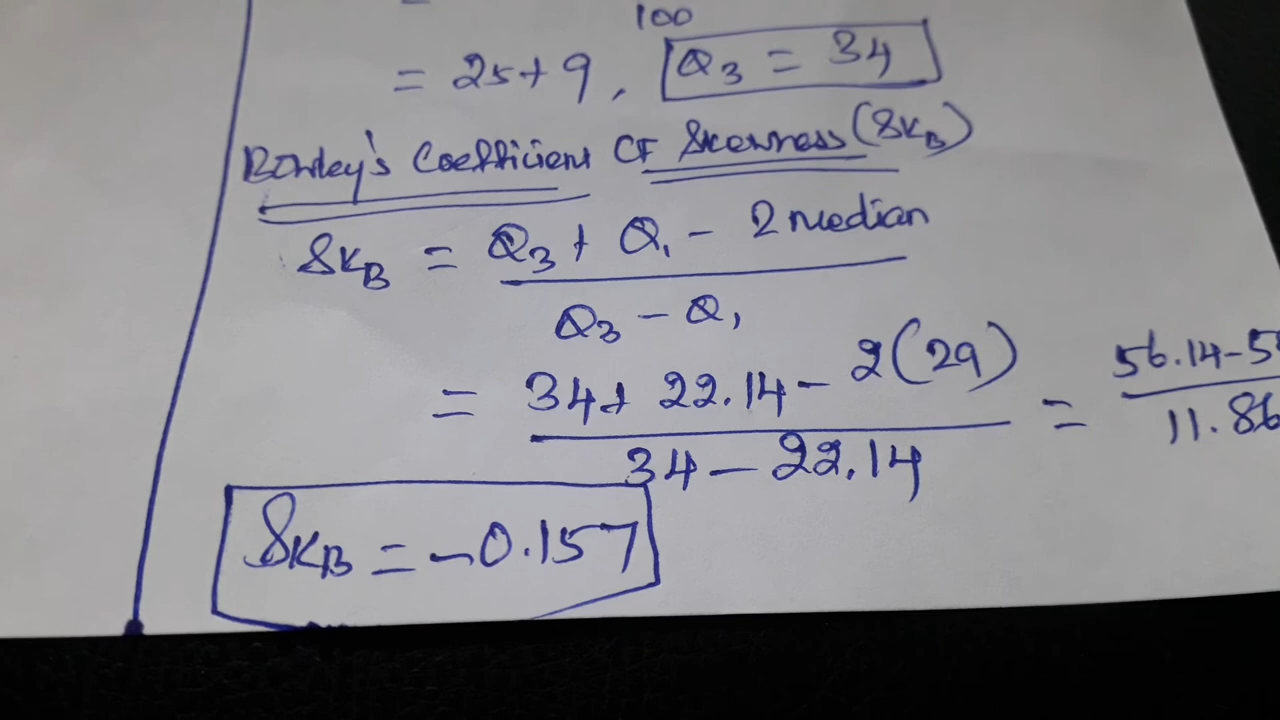 100
= 25+9, Q3 = 34
Bowley's Coefficient Of Skewness (SKB)
SKB = Q3 + Q1 - 2 Median
Q3 - Q1
= 34 + 22.14 - 2(29) = 56.14-5
34 - 22.14 11.86
SKB = -0.157